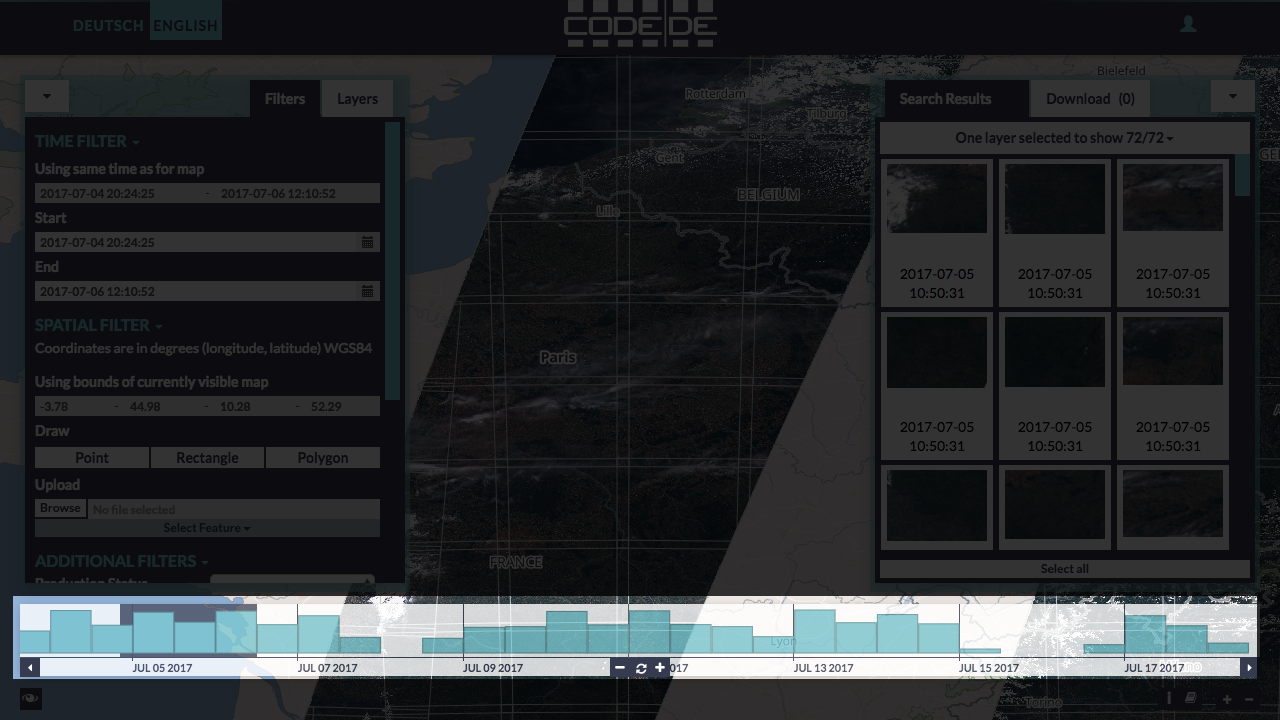 DEUTSCH ENGLISH
CODE DE
Filters Layers
TIME FILTER
Using same time as for map
2017-07-04 20:24:25 - 2017-07-06 12:10:52
Start
2017-07-04 20:24:25
End
2017-07-06 12:10:52
SPATIAL FILTER
Coordinates are in degrees (longitude, latitude) WGS84
Using bounds of currently visible map
-3.78 - 44.98 - 10.28 - 52.29
Draw
Point Rectangle Polygon
Upload
Browse No file selected
Select Feature
ADDITIONAL FILTERS
Production Status
Bielefeld
Rotterdam
Tilburg
Gent
BELGIUM
Lille
Paris
FRANCE
Lyon
Torino
Search Results Download (0)
One layer selected to show 72/72
2017-07-05 2017-07-05 2017-07-05
10:50:31 10:50:31 10:50:31
2017-07-05 2017-07-05 2017-07-05
10:50:31 10:50:31 10:50:31
Select all
JUL 05 2017 JUL 07 2017 JUL 09 2017 017 JUL 13 2017 JUL 15 2017 JUL 17 2017